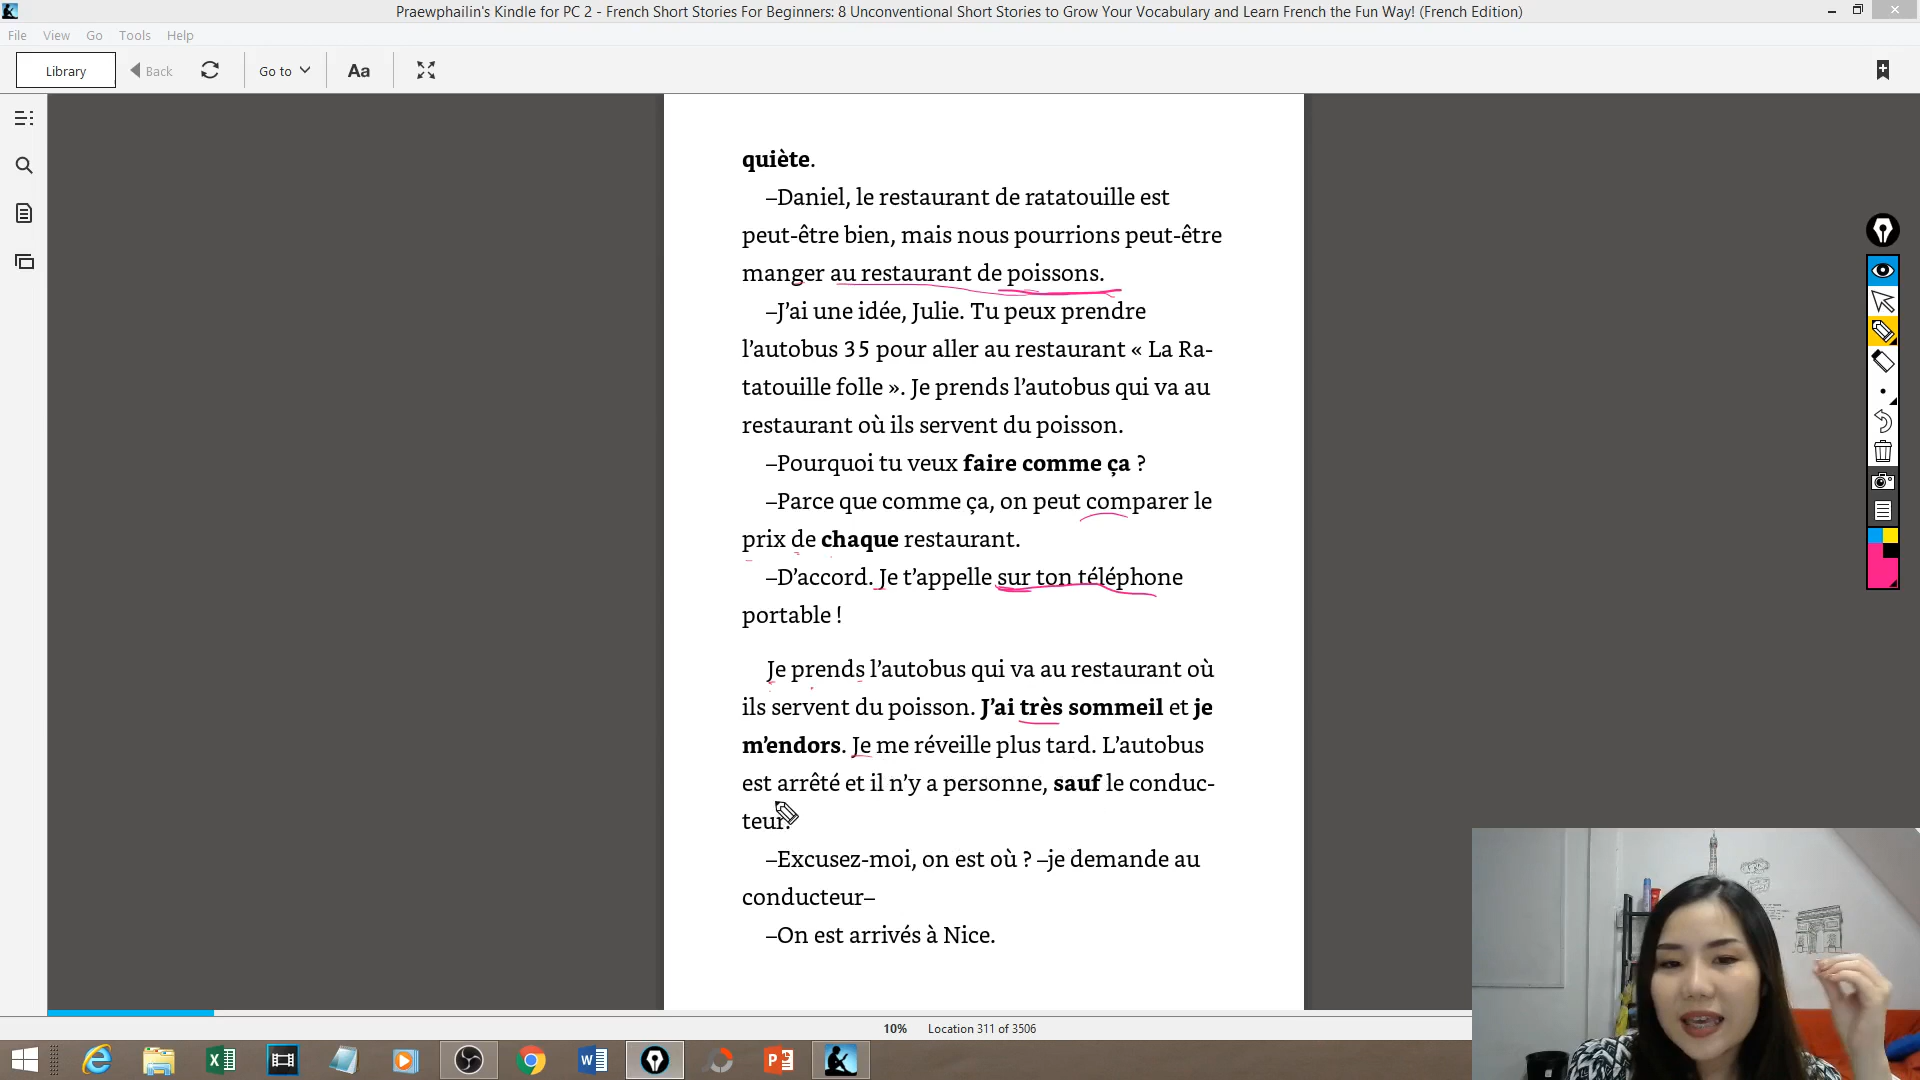 Praewphailin's Kindle for PC 2 - French Short Stories For Beginners: 8 Unconventional Short Stories to Grow Your Vocabulary and Learn French the Fun Way! (French Edition)
File View Go Tools Help
Library Back Go to Aa
quiète.
–Daniel, le restaurant de ratatouille est
peut-être bien, mais nous pourrions peut-être
manger au restaurant de poissons.
–J'ai une idée, Julie. Tu peux prendre
l'autobus 35 pour aller au restaurant « La Ra-
tatouille folle ». Je prends l'autobus qui va au
restaurant où ils servent du poisson.
–Pourquoi tu veux faire comme ça ?
–Parce que comme ça, on peut comparer le
prix de chaque restaurant.
–D'accord. Je t'appelle sur ton téléphone
portable !
Je prends l'autobus qui va au restaurant où
ils servent du poisson. J'ai très sommeil et je
m'endors. Je me réveille plus tard. L'autobus
est arrêté et il n'y a personne, sauf le conduc-
teur.
–Excusez-moi, on est où ? –je demande au
conducteur–
–On est arrivés à Nice.
10% Location 311 of 3506